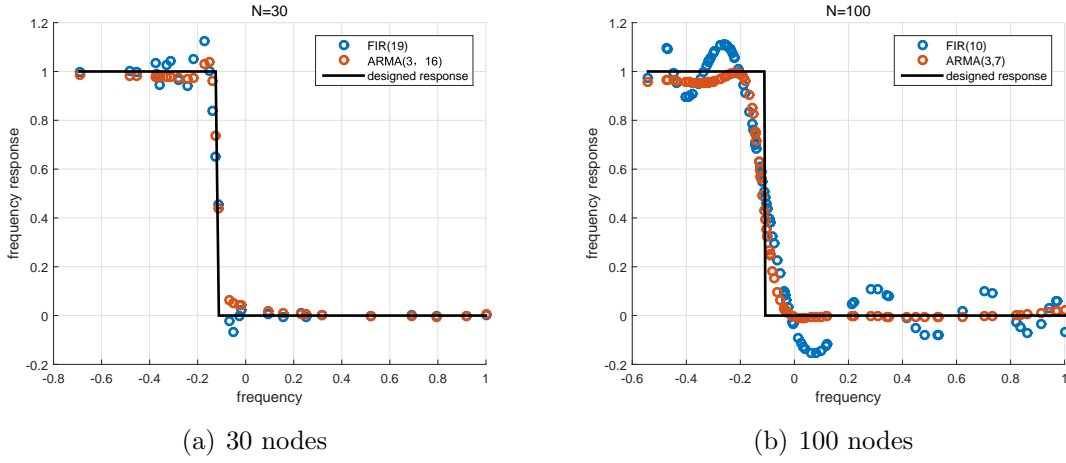 N=30
1.2
1
0.8
0.6
0.4
0.2
0
-0.2
frequency response
-0.8 -0.6 -0.4 -0.2 0 0.2 0.4 0.6 0.8 1
frequency
FIR(19)
ARMA(3，16)
designed response
(a) 30 nodes
N=100
1.2
1
0.8
0.6
0.4
0.2
0
-0.2
frequency response
-0.6 -0.4 -0.2 0 0.2 0.4 0.6 0.8 1
frequency
FIR(10)
ARMA(3,7)
designed response
(b) 100 nodes